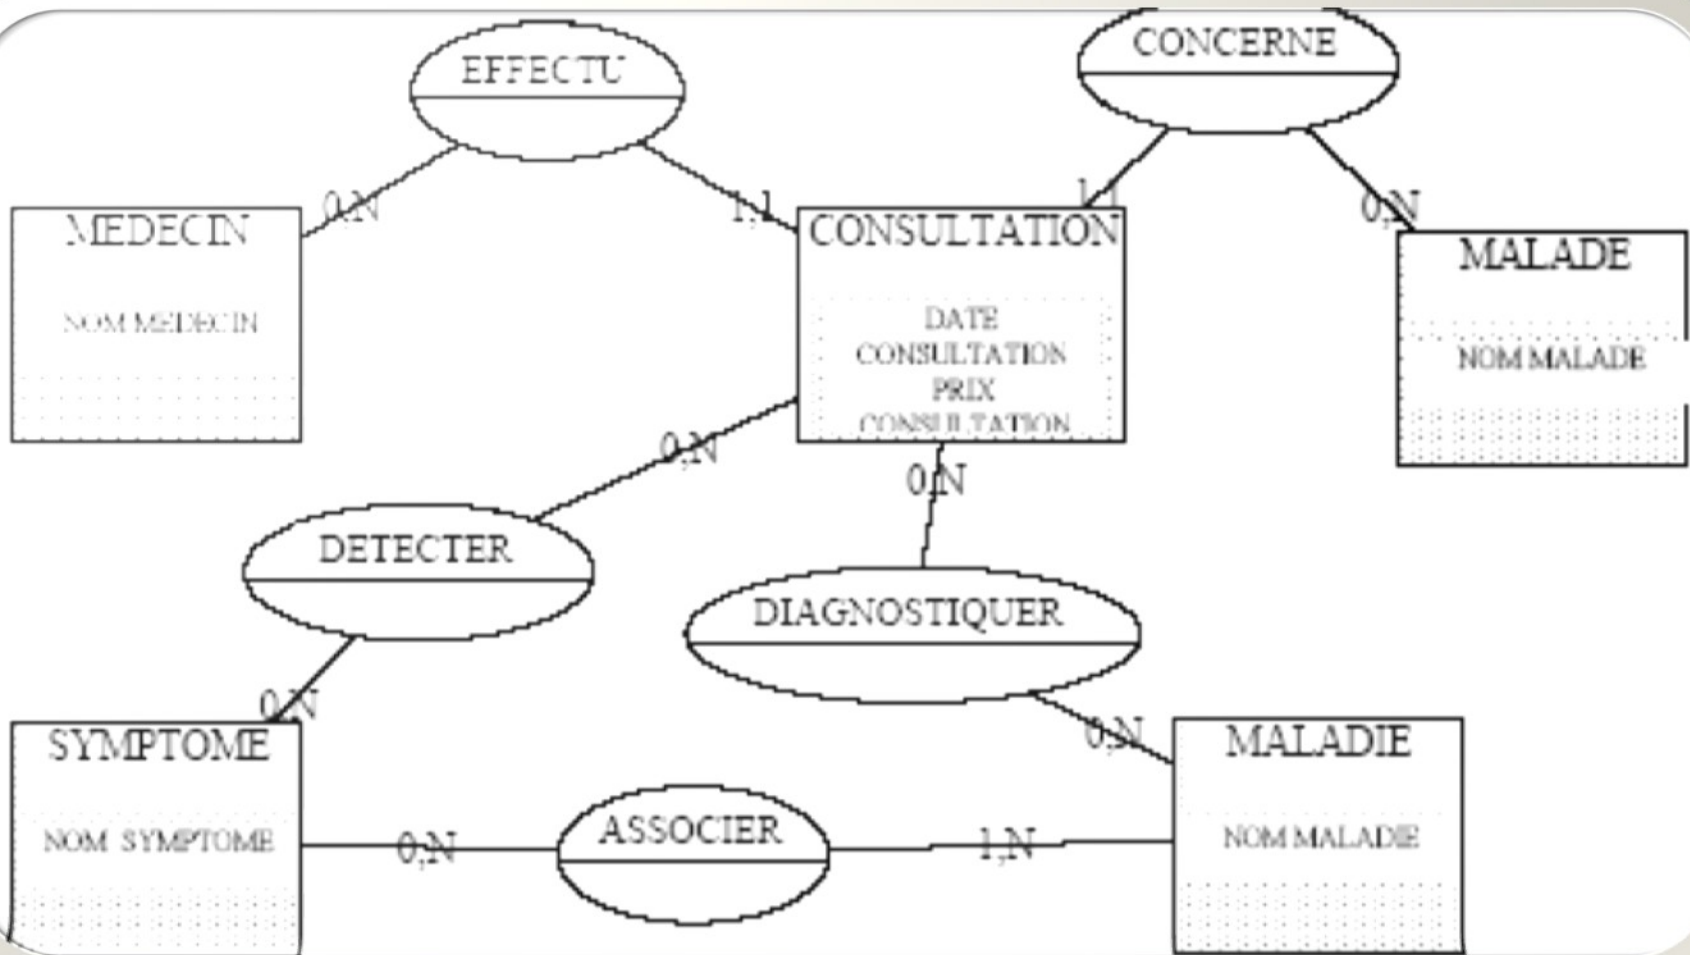 EFFECTU
CONCERNE
0,N
1,1
1,1
0,N
MEDECIN
NOM MEDECIN
CONSULTATION
DATE
CONSULTATION
PRIX
CONSULTATION
MALADE
NOM MALADE
0,N
0,N
DETECTER
DIAGNOSTIQUER
0,N
0,N
SYMPTOME
NOM SYMPTOME
0,N
ASSOCIER
1,N
MALADIE
NOM MALADIE